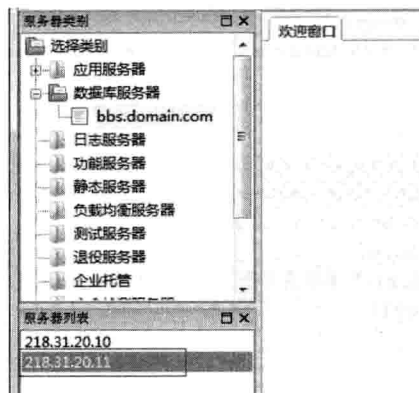 服务器类别
选择类别
应用服务器
数据库服务器
bbs.domain.com
日志服务器
功能服务器
静态服务器
负载均衡服务器
测试服务器
退役服务器
企业托管
服务器列表
218.31.20.10
218.31.20.11
欢迎窗口